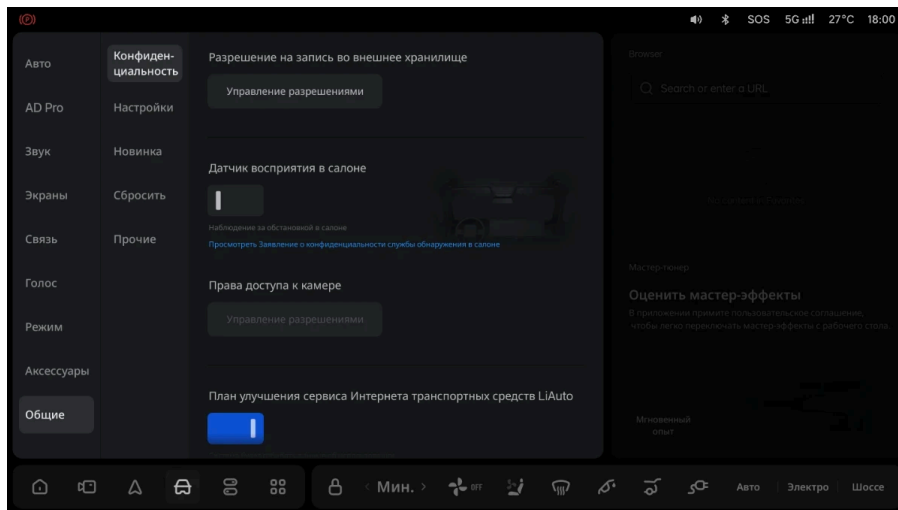 SOS 5G 27°C 18:00
Авто
AD Pro
Звук
Экраны
Связь
Голос
Режим
Аксессуары
Общие
Конфиден-
циальность
Настройки
Новинка
Сбросить
Прочие
Разрешение на запись во внешнее хранилище
Управление разрешениями
Датчик восприятия в салоне
Наблюдение за обстановкой в салоне
Просмотреть Заявление о конфиденциальности службы обнаружения в салоне
Права доступа к камере
Управление разрешениями
План улучшения сервиса Интернета транспортных средств LiAuto
Browser
Search or enter a URL
Мастер-тюнер
Оценить мастер-эффекты
В приложении примите пользовательское соглашение,
чтобы легко переключать мастер-эффекты с рабочего стола.
Мгновенный
опыт
< Мин. > OFF Авто Электро Шоссе